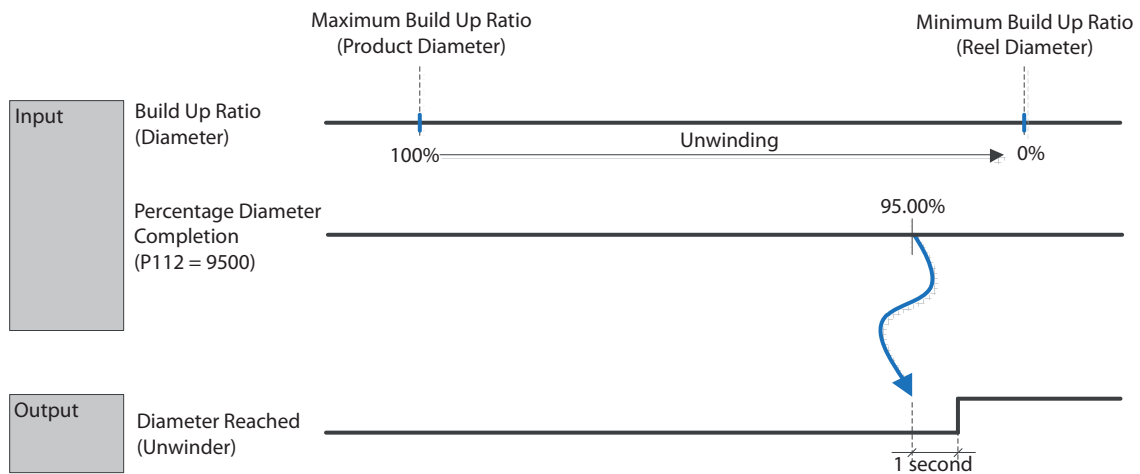 Maximum Build Up Ratio
(Product Diameter)
Minimum Build Up Ratio
(Reel Diameter)
Input
Build Up Ratio
(Diameter)
100%
Unwinding
0%
Percentage Diameter
Completion
(P112 = 9500)
95.00%
Output
Diameter Reached
(Unwinder)
1 second